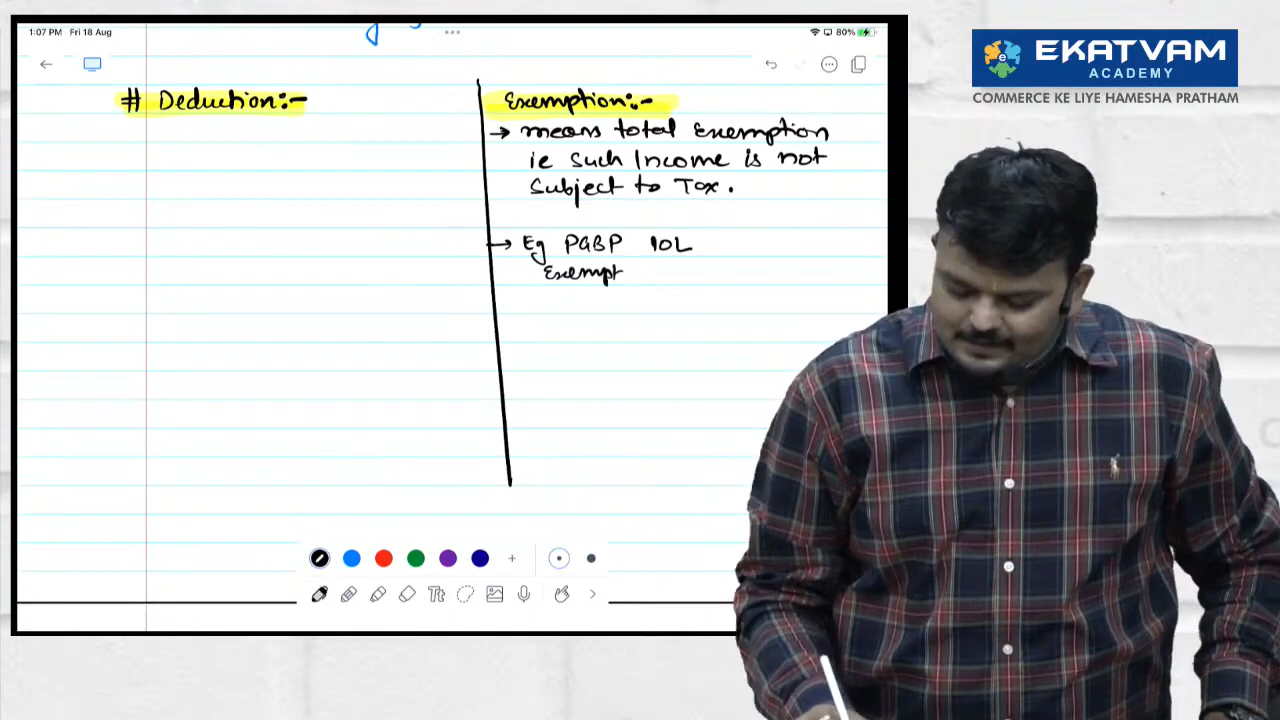 1:07 PM Fri 18 Aug
80%
# Deduction:-
Exemption:-
→ means total Exemption
ie Such Income is not
Subject to Tax.
→ Eg PGBP 10L
Exempt
Tt
EKATVAM
ACADEMY
COMMERCE KE LIYE HAMESHA PRATHAM